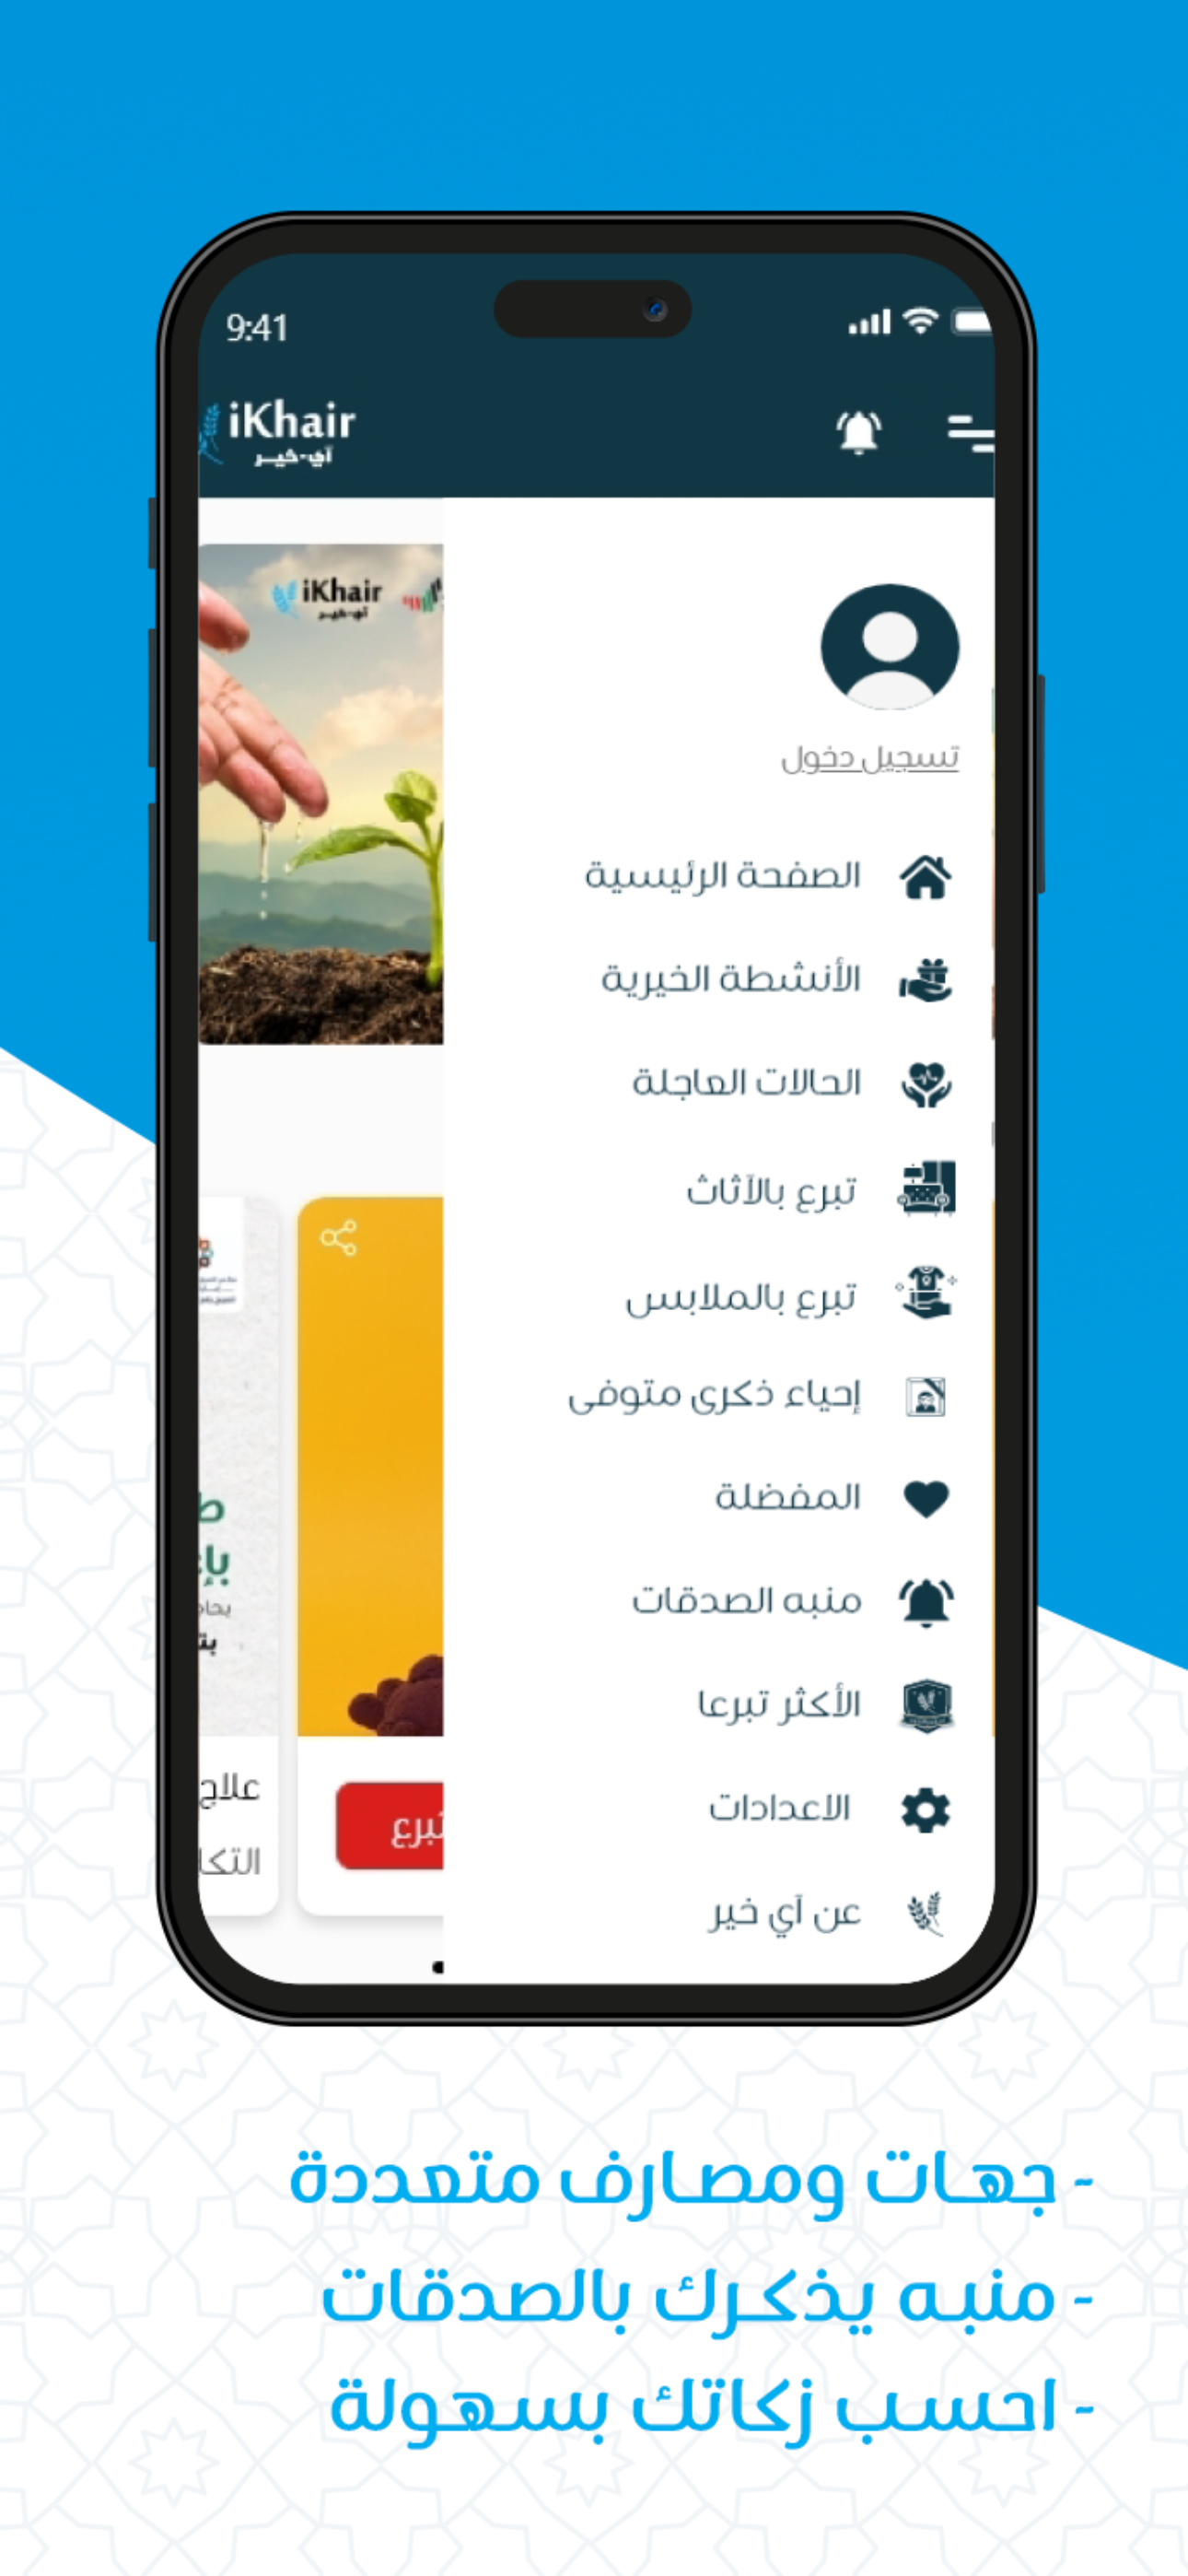 9:41
iKhair
آي-خير
iKhair
آي-خير
تسجيل دخول
الصفحة الرئيسية
الأنشطة الخيرية
الحالات العاجلة
تبرع بالآثاث
تبرع بالملابس
إحياء ذكرى متوفى
المفضلة
منبه الصدقات
الأكثر تبرعا
الاعدادات
عن آي خير
علاج
تبرع
- جهات ومصارف متعددة
- منبه يذكرك بالصدقات
- احسب زكاتك بسهولة